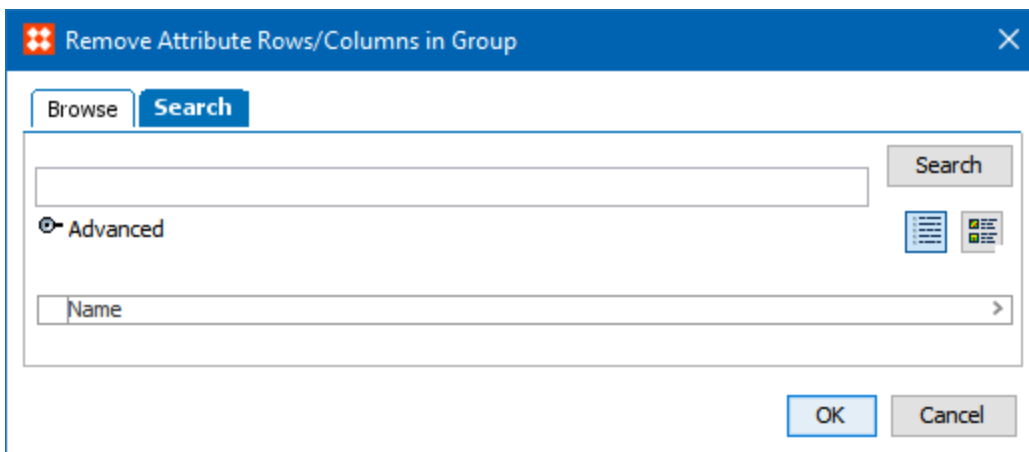 Remove Attribute Rows/Columns in Group
Browse Search
Search
Advanced
Name
OK Cancel